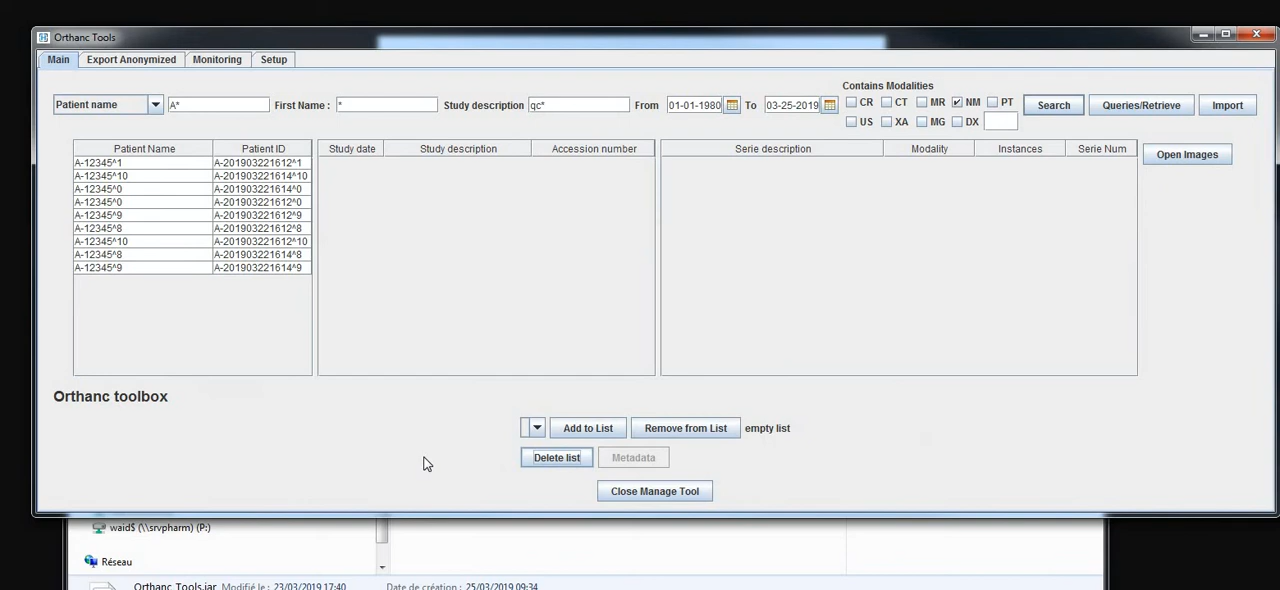 Orthanc Tools
Main Export Anonymized Monitoring Setup
Contains Modalities
Patient name A* First Name : * Study description qc* From 01-01-1980 To 03-25-2019 CR CT MR NM PT Search Queries/Retrieve Import
US XA MG DX
Patient Name Patient ID Study date Study description Accession number Serie description Modality Instances Serie Num Open Images
A-12345^1 A-201903221612^1
A-12345^10 A-201903221614^10
A-12345^0 A-201903221614^0
A-12345^0 A-201903221612^0
A-12345^9 A-201903221612^9
A-12345^8 A-201903221612^8
A-12345^10 A-201903221612^10
A-12345^8 A-201903221614^8
A-12345^9 A-201903221614^9
Orthanc toolbox
Add to List Remove from List empty list
Delete list Metadata
Close Manage Tool
waid$ (\\srvpharm) (P:)
Réseau
Orthanc_Tools.jar Modifié le : 23/03/2019 17:40 Date de création : 25/03/2019 09:34